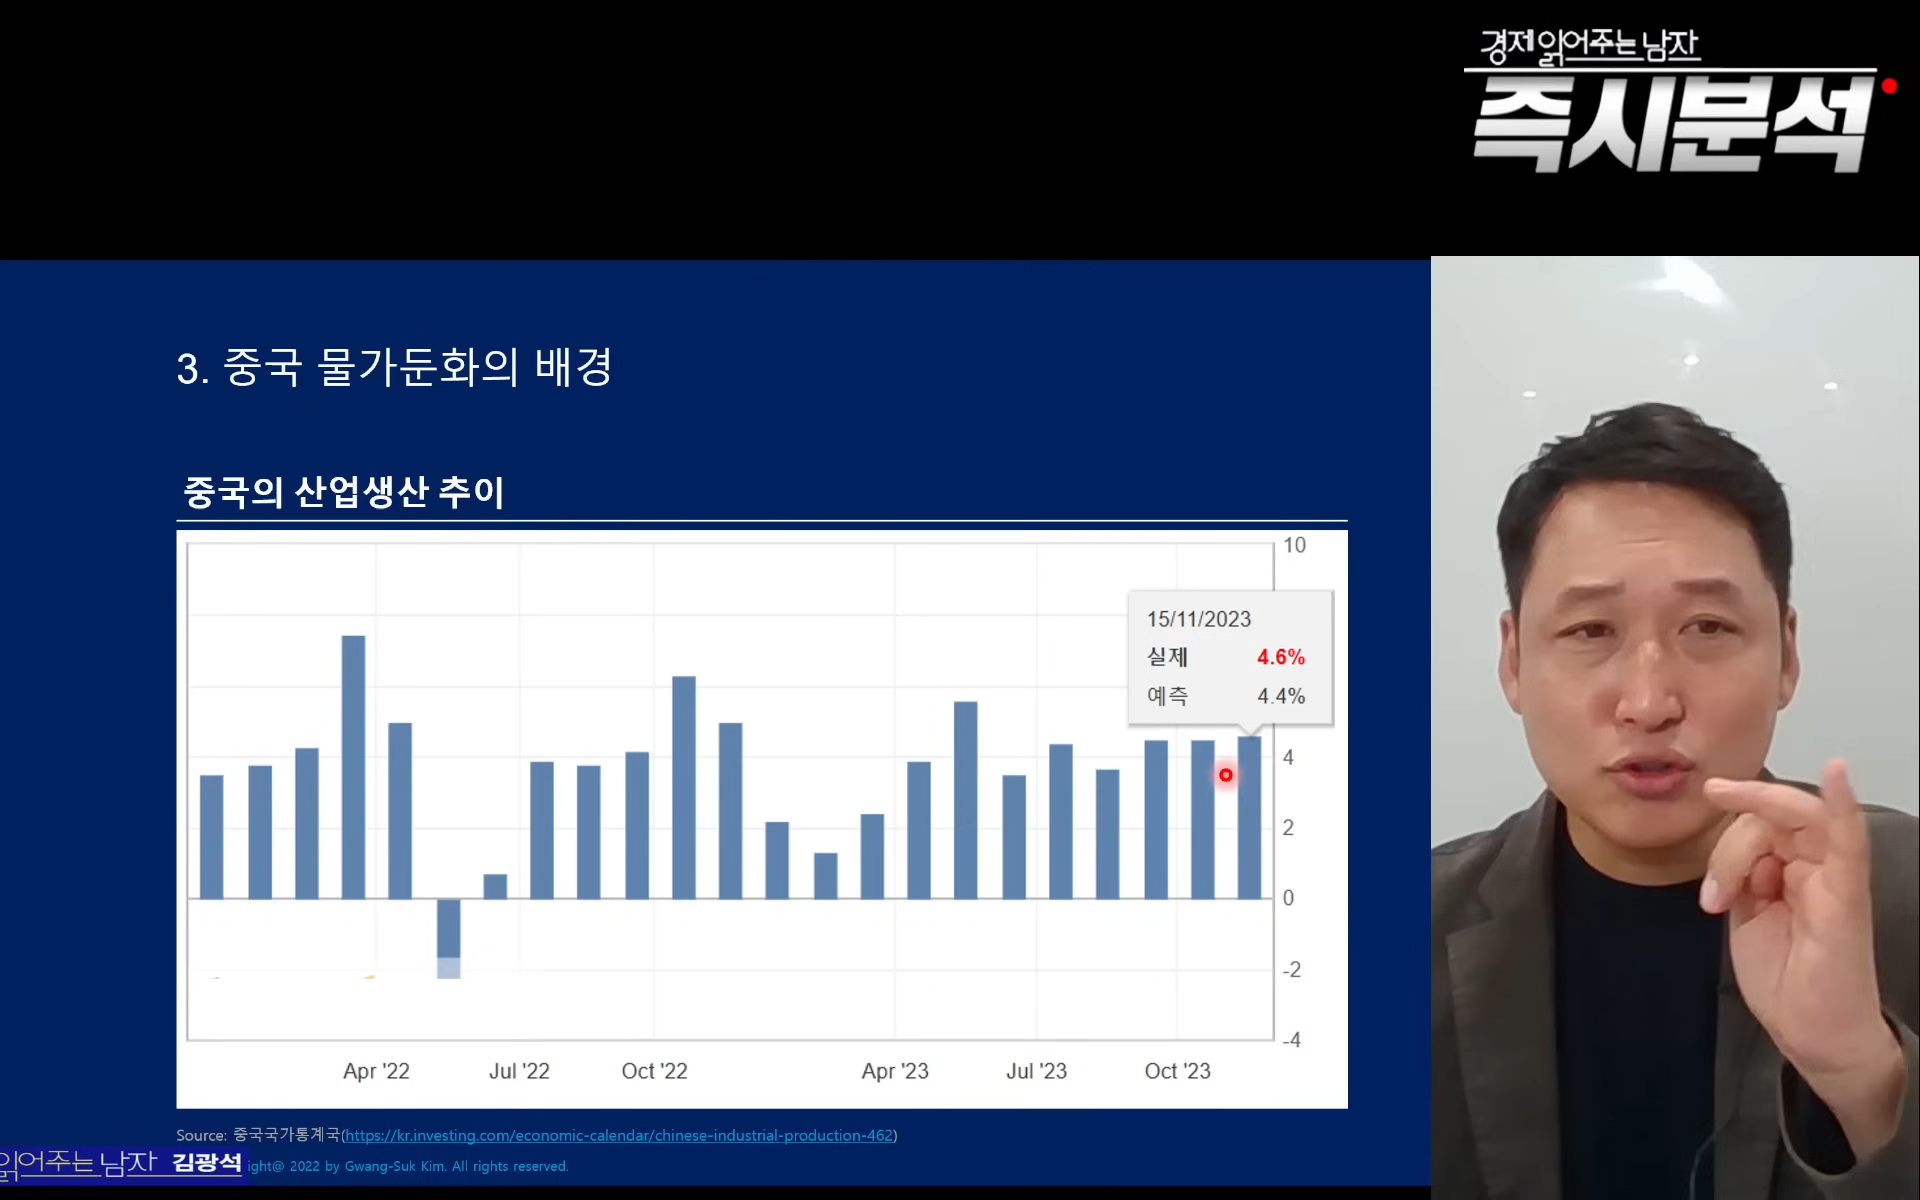 경제읽어주는남자
즉시분석
3. 중국 물가둔화의 배경
중국의 산업생산 추이
10
15/11/2023
실제 4.6%
예측 4.4%
4
2
0
-2
-4
Apr '22 Jul '22 Oct '22 Apr '23 Jul '23 Oct '23
Source: 중국국가통계국(https://kr.investing.com/economic-calendar/chinese-industrial-production-462)
읽어주는 남자 김광석 ight@ 2022 by Gwang-Suk Kim. All rights reserved.